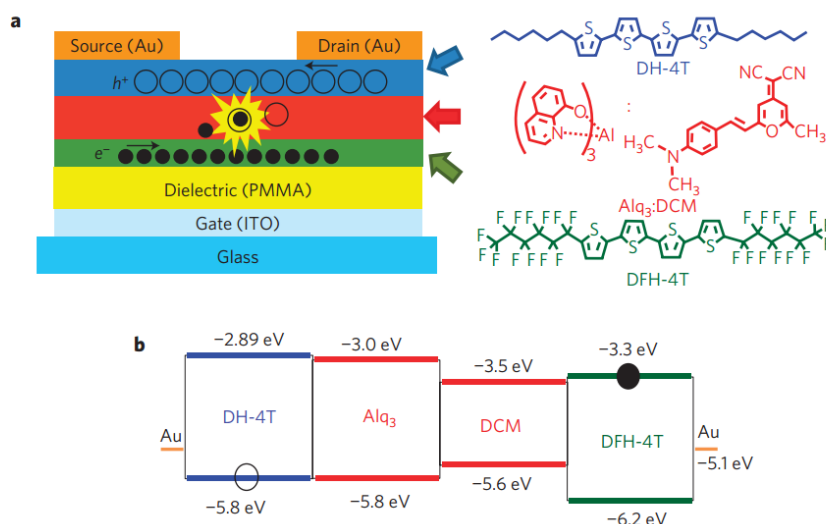 a
Source (Au) Drain (Au)
h+
e−
Dielectric (PMMA)
Gate (ITO)
Glass
S S S S
DH-4T
O
N
Al
3
:
NC CN
O CH3
H3C N
CH3
Alq3:DCM
F F F F F F F F F F F F F S S S S F F F F F F F F F F F F F
DFH-4T
b
−2.89 eV −3.0 eV −3.5 eV −3.3 eV
Au DH-4T Alq3 DCM DFH-4T Au
−5.1 eV
−5.8 eV −5.8 eV −5.6 eV −6.2 eV